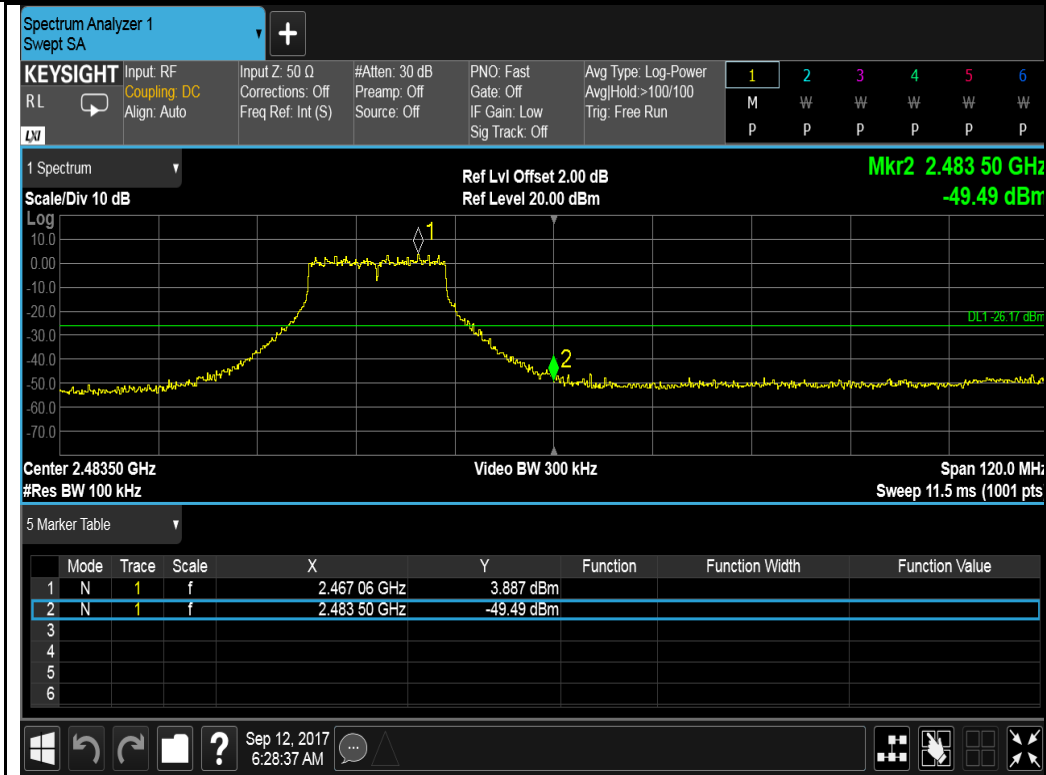 Spectrum Analyzer 1
Swept SA
+
KEYSIGHT Input: RF Input Z: 50 Ω #Atten: 30 dB PNO: Fast Avg Type: Log-Power 1 2 3 4 5 6
RL Coupling: DC Corrections: Off Preamp: Off Gate: Off Avg|Hold:>100/100 M W W W W W
Align: Auto Freq Ref: Int (S) Source: Off IF Gain: Low Trig: Free Run
LXI Sig Track: Off P P P P P P
1 Spectrum
Ref Lvl Offset 2.00 dB Mkr2 2.483 50 GHz
Scale/Div 10 dB Ref Level 20.00 dBm -49.49 dBm
Log
10.0
0.00
-10.0
-20.0
-30.0
-40.0
-50.0
-60.0
-70.0
1
DL1 -26.17 dBm
2
Center 2.48350 GHz Video BW 300 kHz Span 120.0 MHz
#Res BW 100 kHz Sweep 11.5 ms (1001 pts
5 Marker Table
Mode Trace Scale X Y Function Function Width Function Value
1 N 1 f 2.467 06 GHz 3.887 dBm
2 N 1 f 2.483 50 GHz -49.49 dBm
3
4
5
6
? Sep 12, 2017
6:28:37 AM